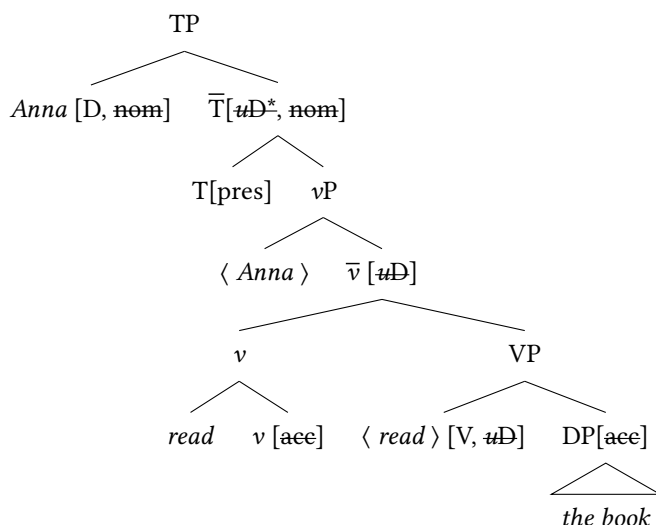 TP
Anna [D, nom] T̅[uD*, nom]
T[pres] vP
⟨ Anna ⟩ v̅ [uD]
v VP
read v [acc] ⟨ read ⟩ [V, uD] DP[acc]
the book